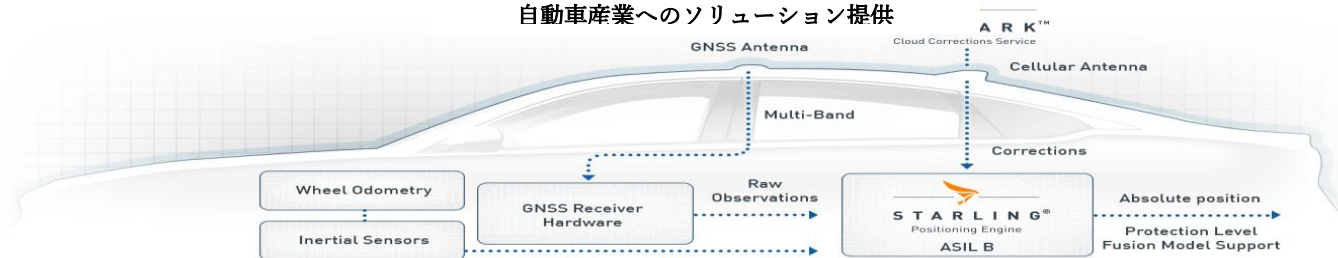 自動車産業へのソリューション提供
A R K™
Cloud Corrections Service
GNSS Antenna
Cellular Antenna
Multi-Band
Corrections
Wheel Odometry
Inertial Sensors
GNSS Receiver
Hardware
Raw
Observations
STARLING®
Positioning Engine
ASIL B
Absolute position
Protection Level
Fusion Model Support